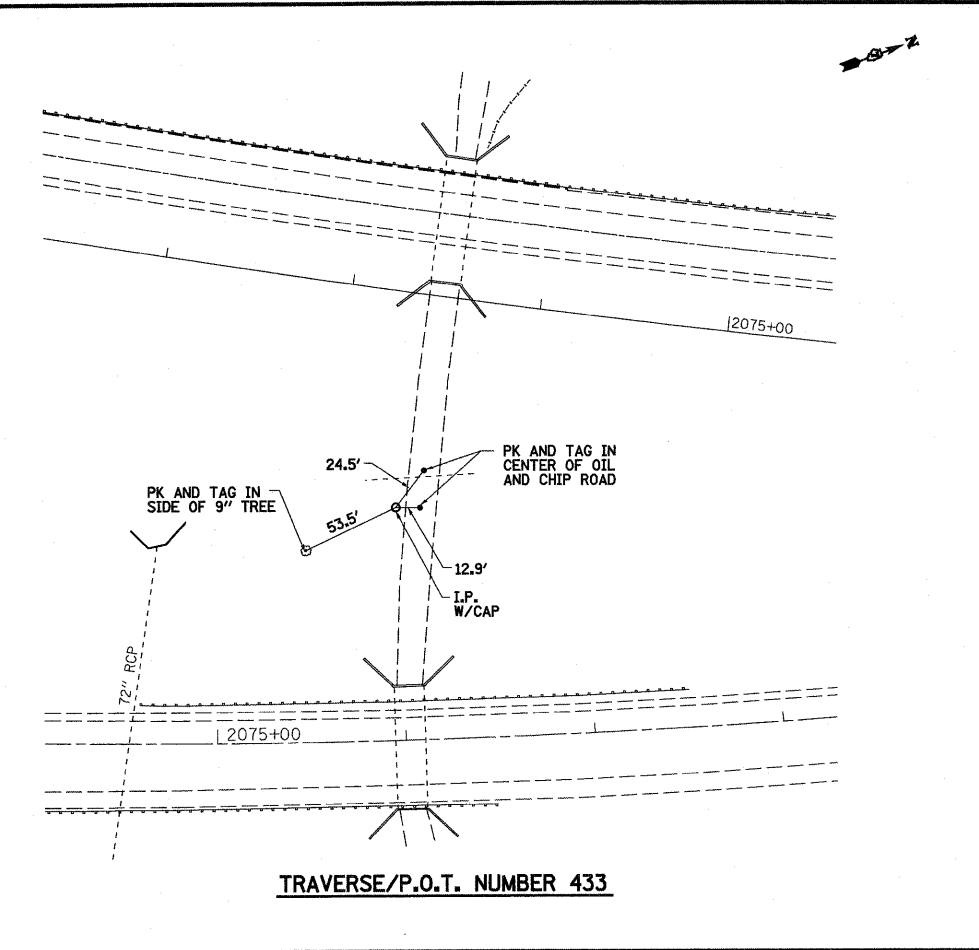 N
2075+00
24.5'
PK AND TAG IN
CENTER OF OIL
AND CHIP ROAD
PK AND TAG IN
SIDE OF 9" TREE
53.5'
12.9'
I.P.
W/CAP
72" RCP
2075+00
TRAVERSE/P.O.T. NUMBER 433